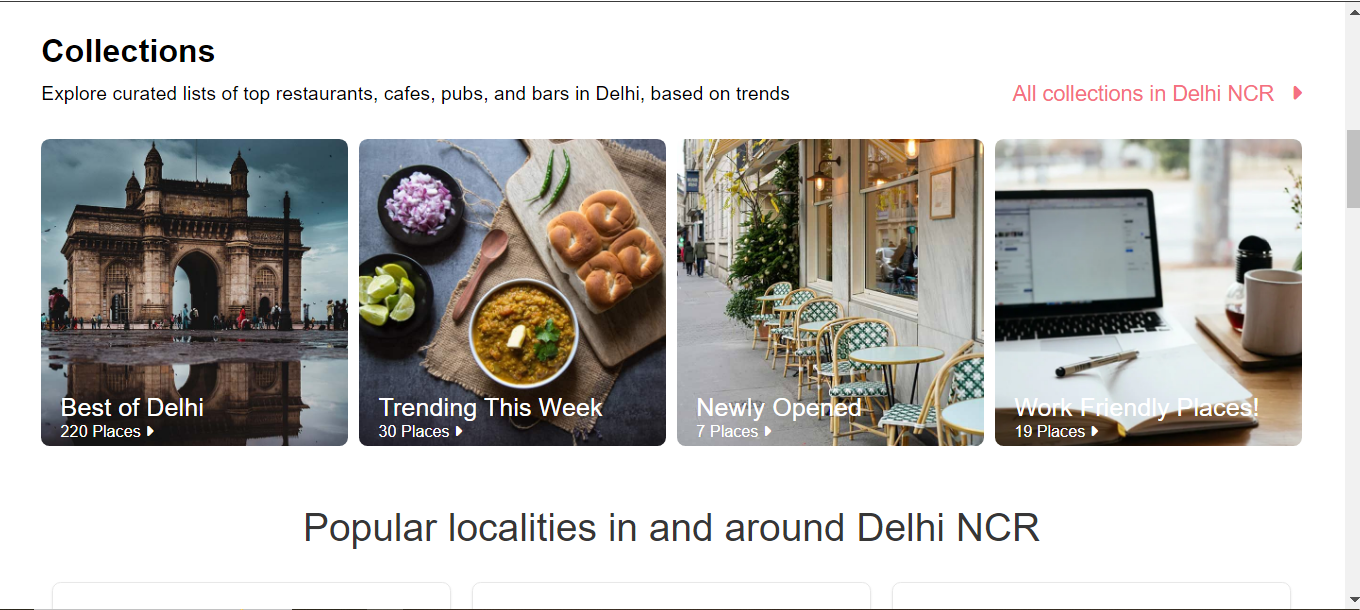 Collections
Explore curated lists of top restaurants, cafes, pubs, and bars in Delhi, based on trends
All collections in Delhi NCR
Best of Delhi
220 Places
Trending This Week
30 Places
Newly Opened
7 Places
Work Friendly Places!
19 Places
Popular localities in and around Delhi NCR